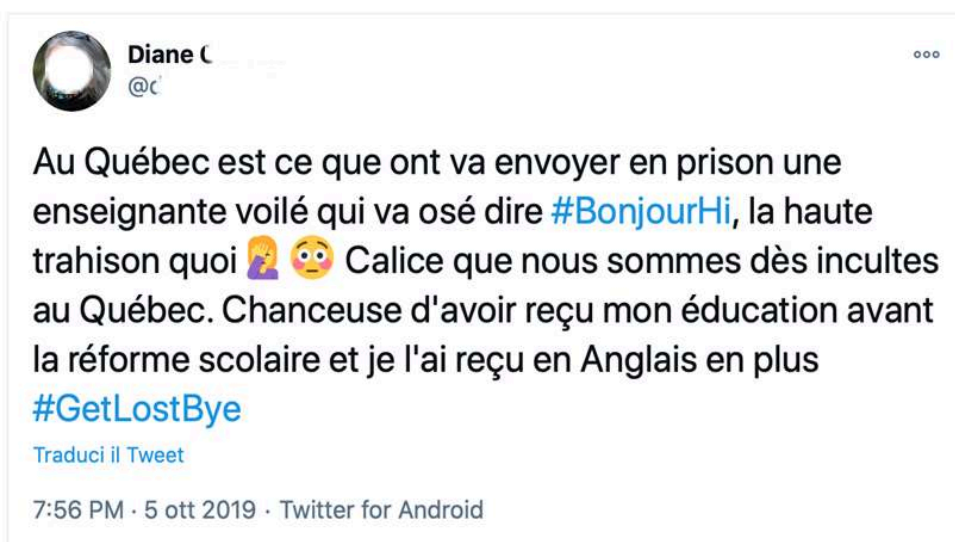 Diane
Au Québec est ce que ont va envoyer en prison une
enseignante voilé qui va osé dire #BonjourHi, la haute
trahison quoi 🤦‍♀️ 😳 Calice que nous sommes dès incultes
au Québec. Chanceuse d'avoir reçu mon éducation avant
la réforme scolaire et je l'ai reçu en Anglais en plus
#GetLostBye
Traduci il Tweet
7:56 PM · 5 ott 2019 · Twitter for Android